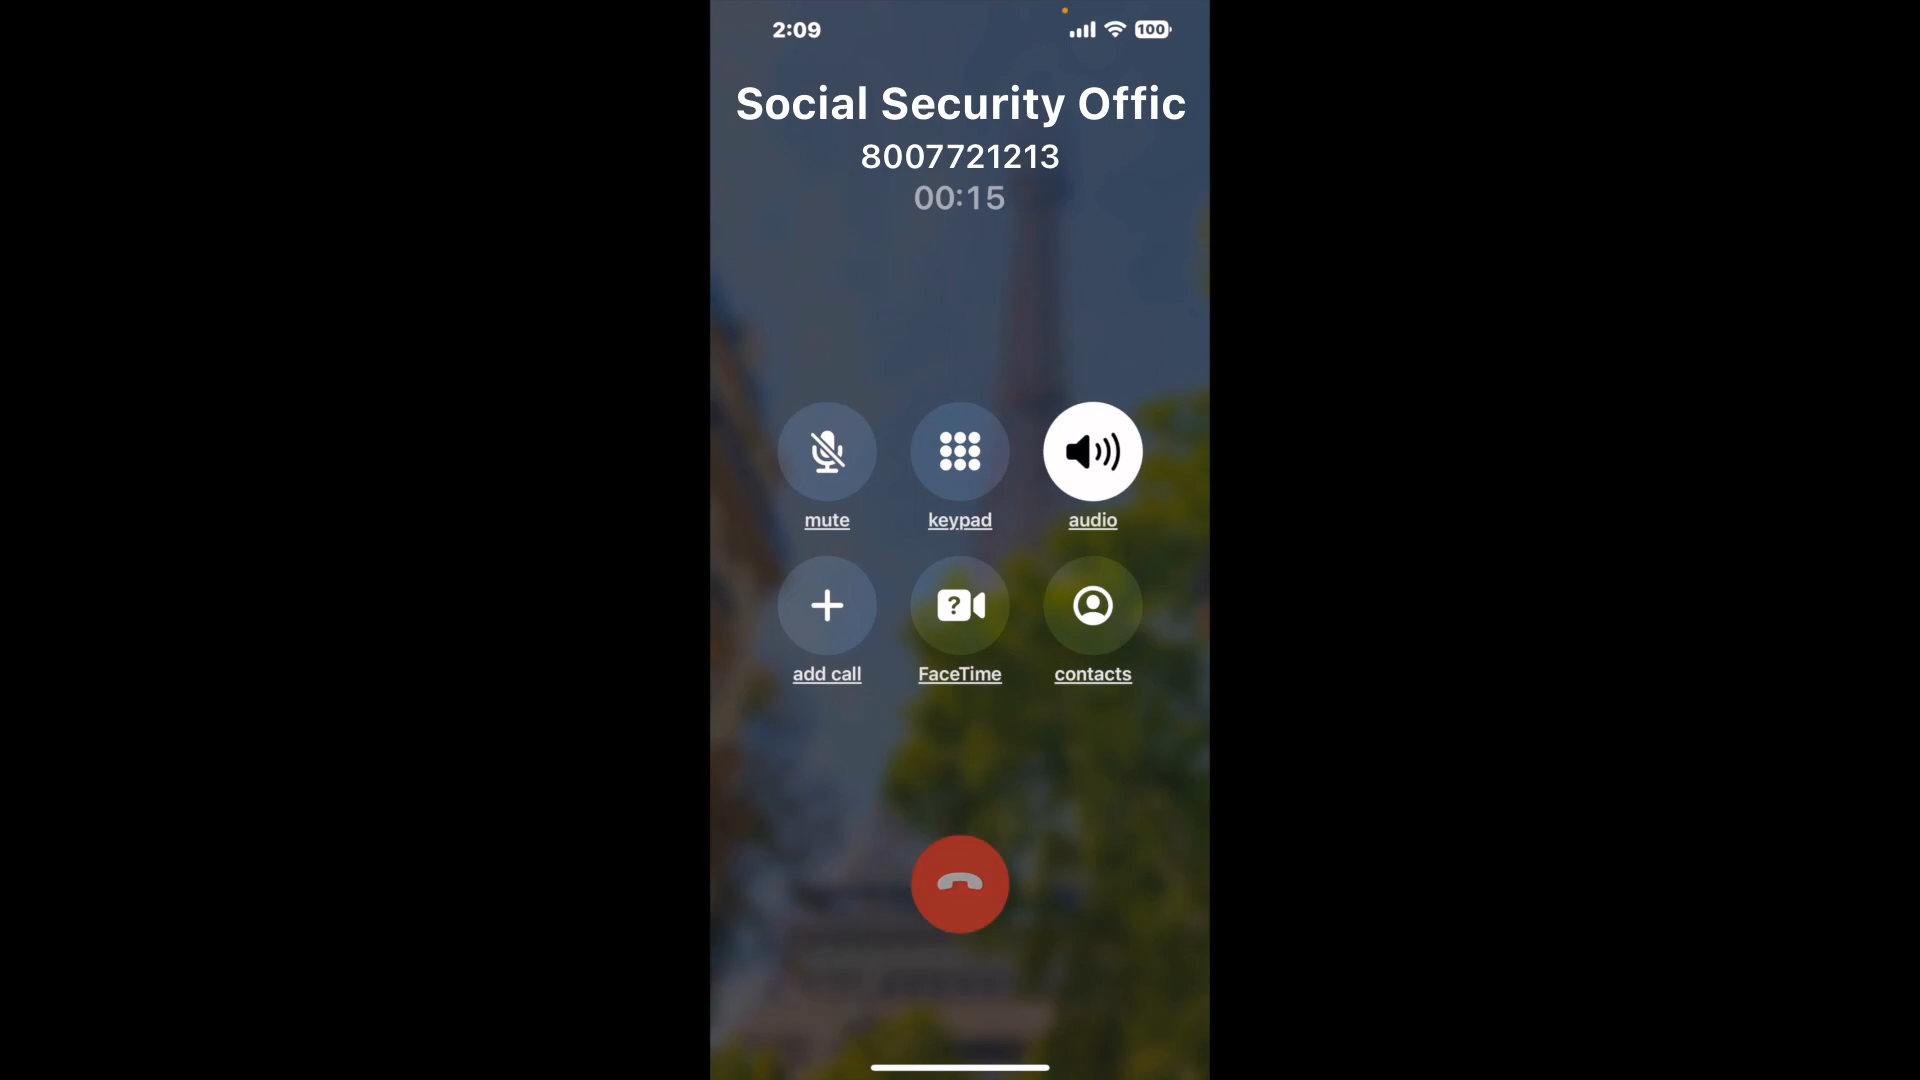 2:09
100
Social Security Offic
8007721213
00:15
mute
keypad
audio
?
add call
FaceTime
contacts